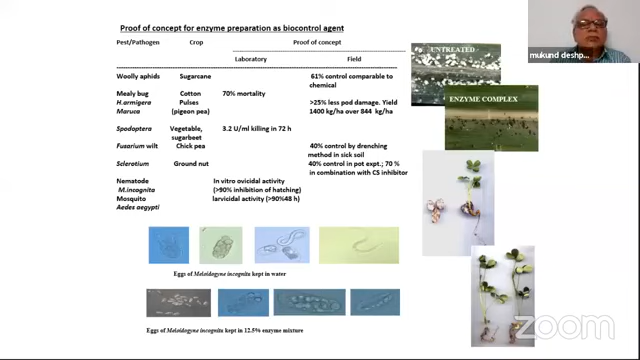 Proof of concept for enzyme preparation as biocontrol agent
Pest/Pathogen Crop Proof of concept
Laboratory Field
Woolly aphids Sugarcane 61% control comparable to
chemical
Mealy bug Cotton 70% mortality
H.armigera Pulses >25% less pod damage. Yield
Maruca (pigeon pea) 1400 kg/ha over 844 kg/ha
Spodoptera Vegetable, 3.2 U/ml killing in 72 h
sugarbeet
Fusarium wilt Chick pea 40% control by drenching
method in sick soil
Sclerotium Ground nut 40% control in pot expt.; 70 %
in combination with CS inhibitor
Nematode In vitro ovicidal activity
M.incognita (>90% inhibition of hatching)
Mosquito larvicidal activity (>90%48 h)
Aedes aegypti
Eggs of Meloidogyne incognita kept in water
Eggs of Meloidogyne incognita kept in 12.5% enzyme mixture
UNTREATED
ENZYME COMPLEX
mukund deshp...
zoom